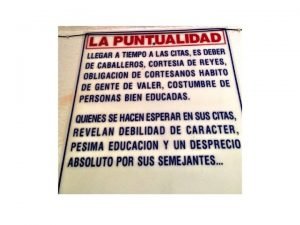 LA PUNTUALIDAD
LLEGAR A TIEMPO A LAS CITAS, ES DEBER
DE CABALLEROS, CORTESIA DE REYES,
OBLIGACION DE CORTESANOS HABITO
DE GENTE DE VALER, COSTUMBRE DE
PERSONAS BIEN EDUCADAS.
QUIENES SE HACEN ESPERAR EN SUS CITAS,
REVELAN DEBILIDAD DE CARACTER,
PESIMA EDUCACION Y UN DESPRECIO
ABSOLUTO POR SUS SEMEJANTES...